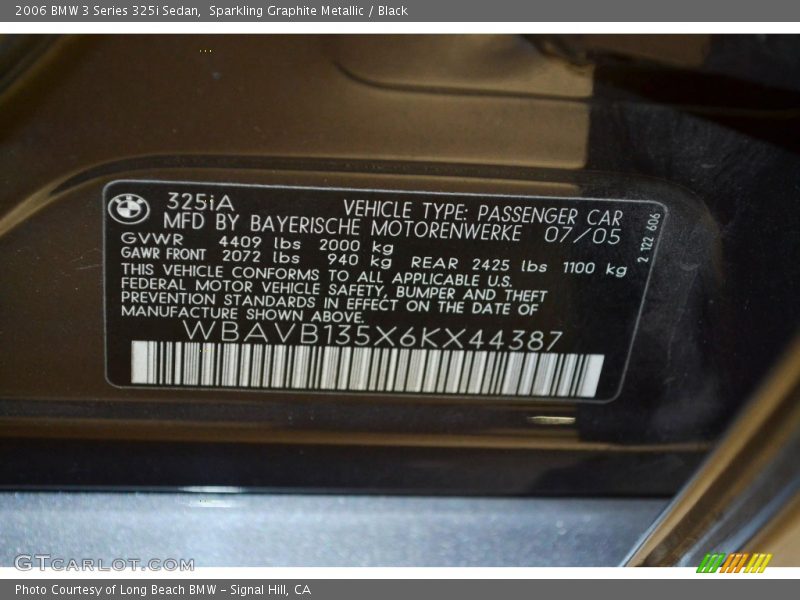 2006 BMW 3 Series 325i Sedan,  Sparkling Graphite Metallic / Black
325iA
VEHICLE TYPE: PASSENGER CAR
MFD BY BAYERISCHE MOTORENWERKE 07/05
GVWR 4409 lbs 2000 kg
GAWR FRONT 2072 lbs 940 kg REAR 2425 lbs 1100 kg
THIS VEHICLE CONFORMS TO ALL APPLICABLE U.S.
FEDERAL MOTOR VEHICLE SAFETY, BUMPER AND THEFT
PREVENTION STANDARDS IN EFFECT ON THE DATE OF
MANUFACTURE SHOWN ABOVE.
WBAVB135X6KX44387
2 122 606
GTCARLOT.COM
Photo Courtesy of Long Beach BMW - Signal Hill, CA